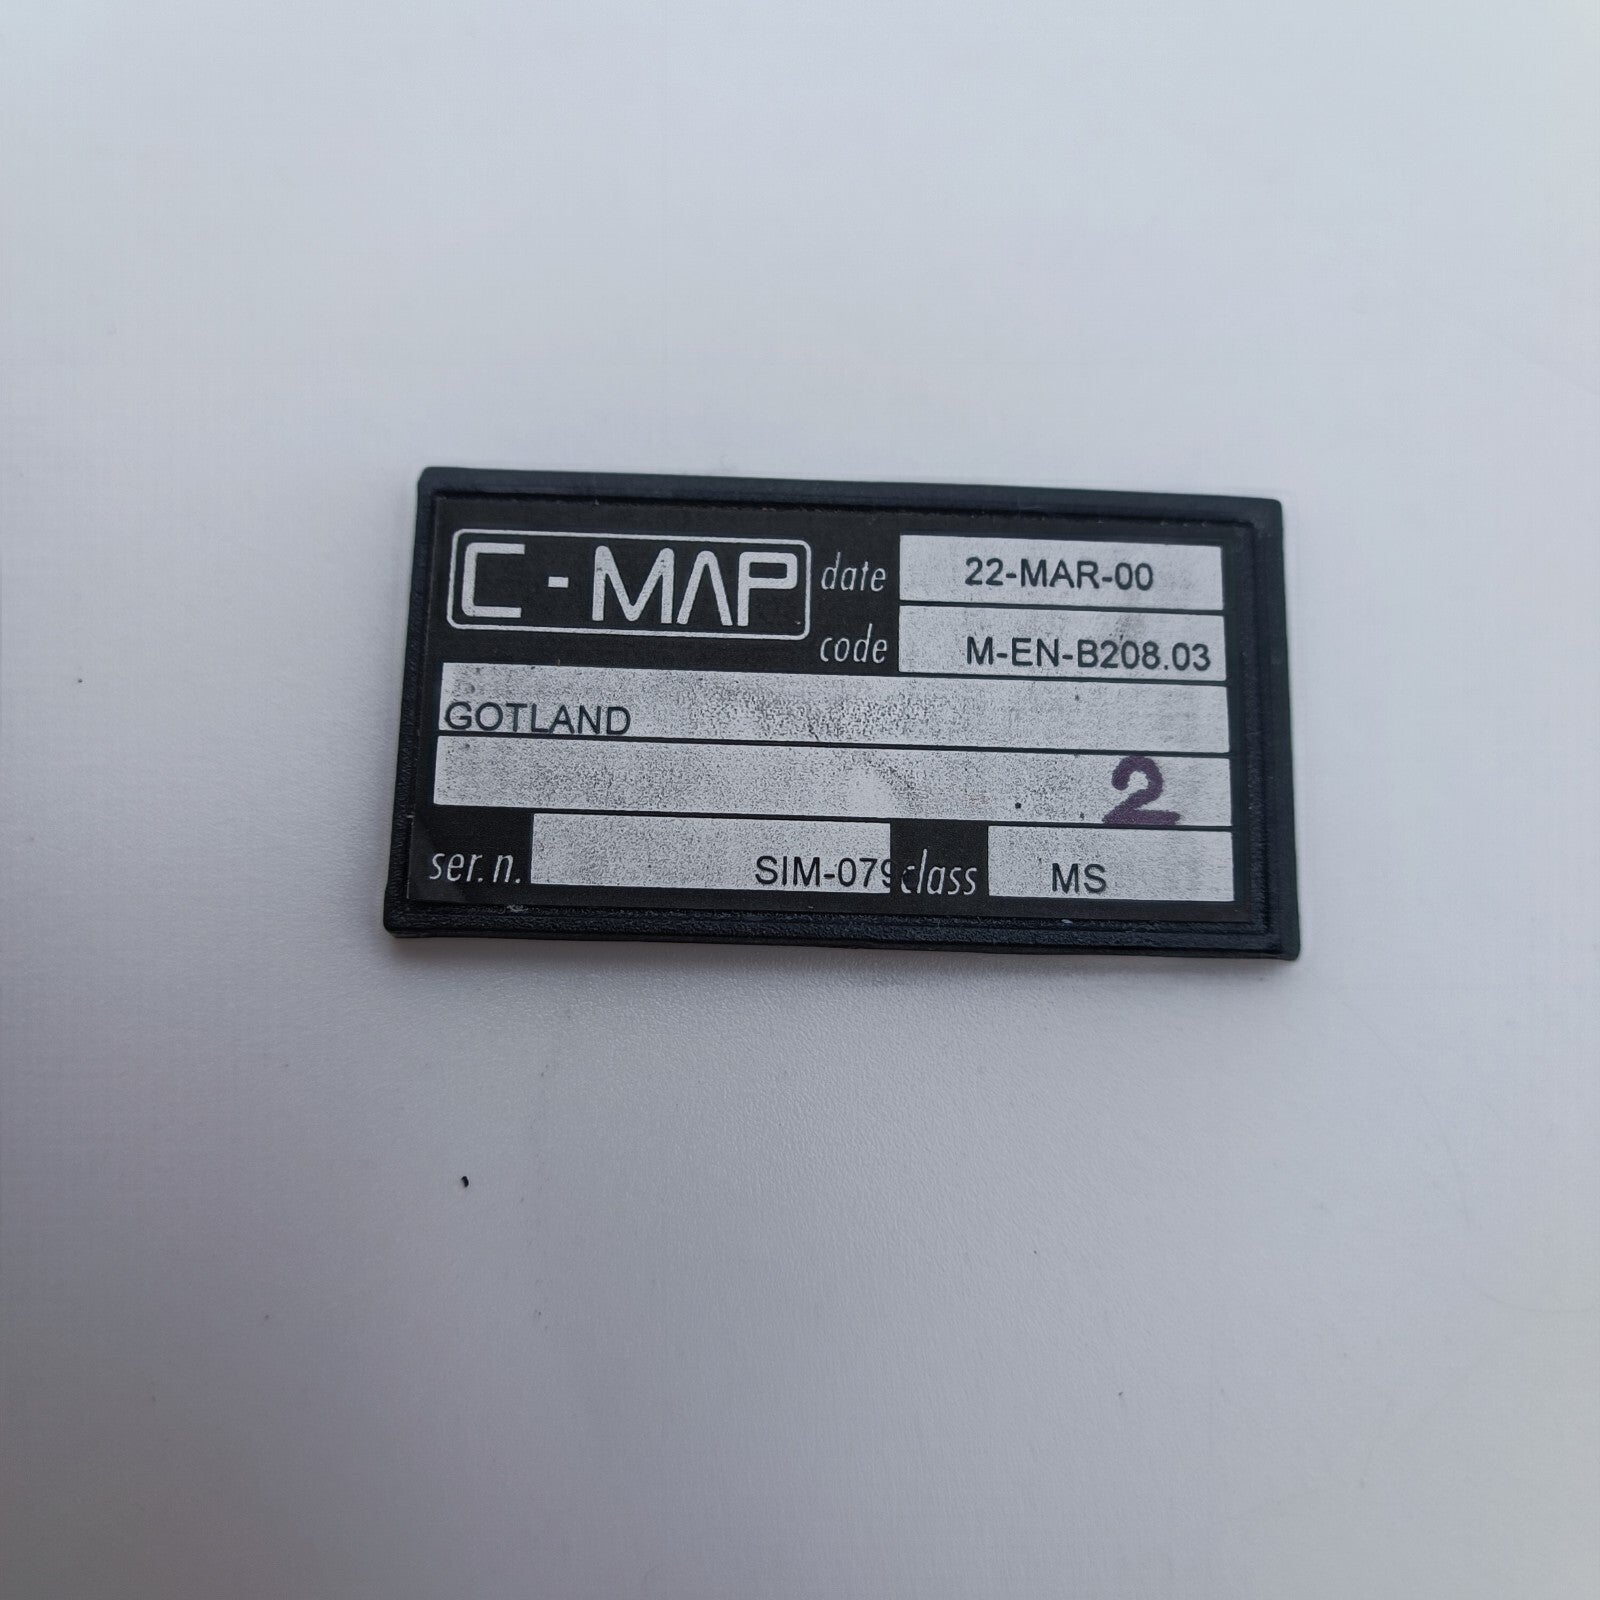 C-MAP date 22-MAR-00
code M-EN-B208.03
GOTLAND
2
ser. n. SIM-079 class MS